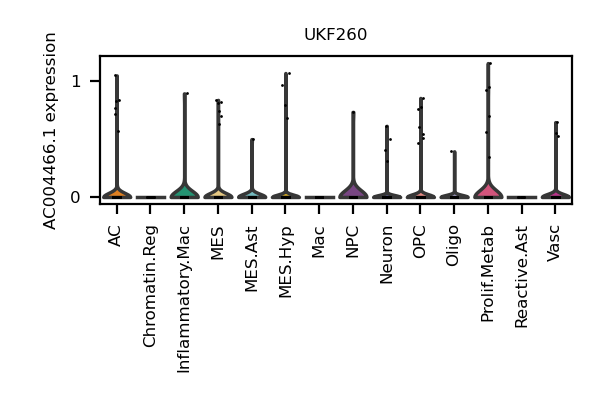 UKF260
AC004466.1 expression
1
0
AC
Chromatin.Reg
Inflammatory.Mac
MES
MES.Ast
MES.Hyp
Mac
NPC
Neuron
OPC
Oligo
Prolif.Metab
Reactive.Ast
Vasc